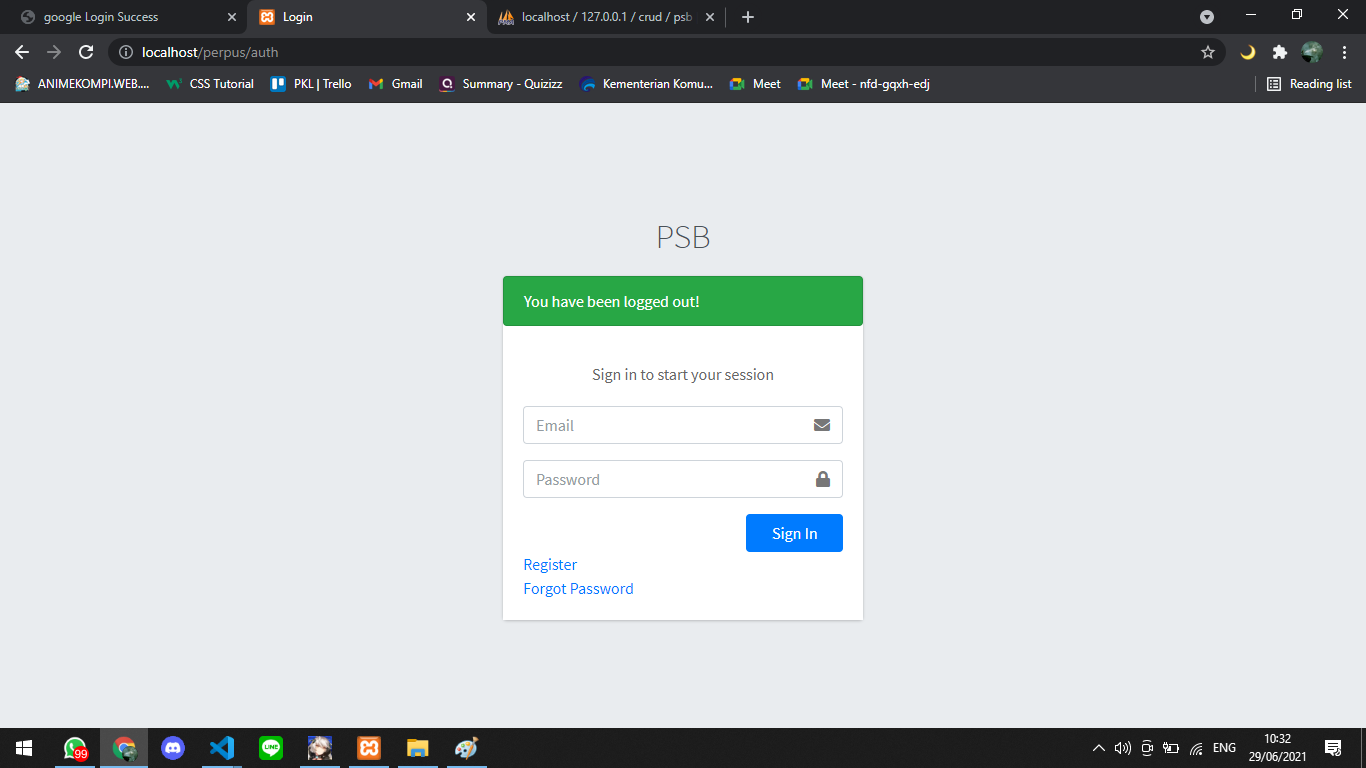 google Login Success
Login
localhost / 127.0.0.1 / crud / psb
localhost/perpus/auth
ANIMEKOMPI.WEB....
CSS Tutorial
PKL | Trello
Gmail
Summary - Quizizz
Kementerian Komu...
Meet
Meet - nfd-gqxh-edj
Reading list
PSB
You have been logged out!
Sign in to start your session
Email
Password
Sign In
Register
Forgot Password
99
LINE
ENG
10:32
29/06/2021